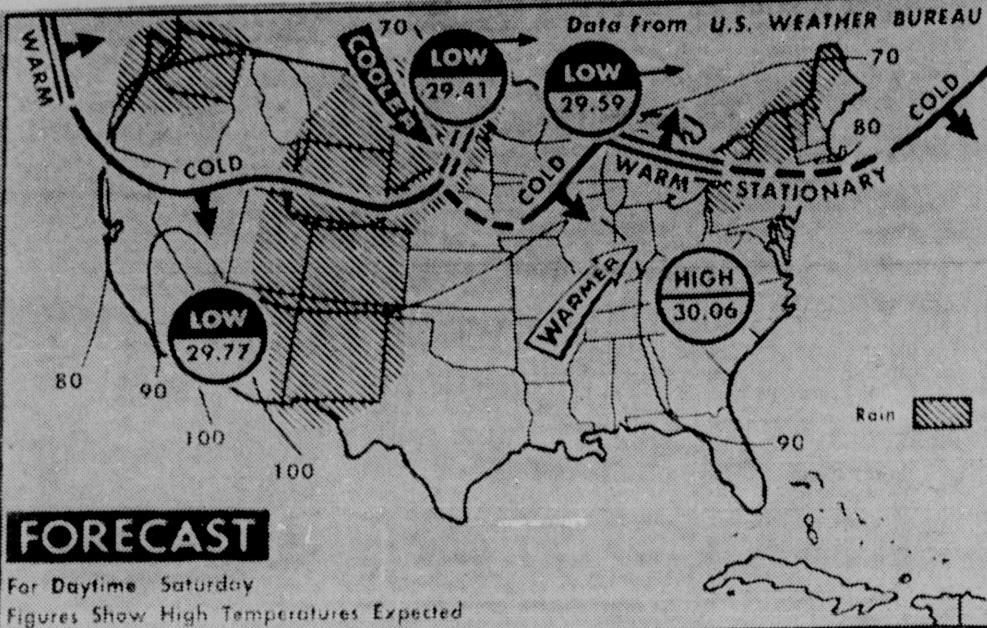 Data From U.S. WEATHER BUREAU
WARM
70
COOLER
LOW
29.41
LOW
29.59
70
COLD
80
COLD
COLD
WARM
STATIONARY
WARMER
HIGH
30.06
LOW
29.77
80
90
100
100
90
Rain
FORECAST
For Daytime Saturday
Figures Show High Temperatures Expected